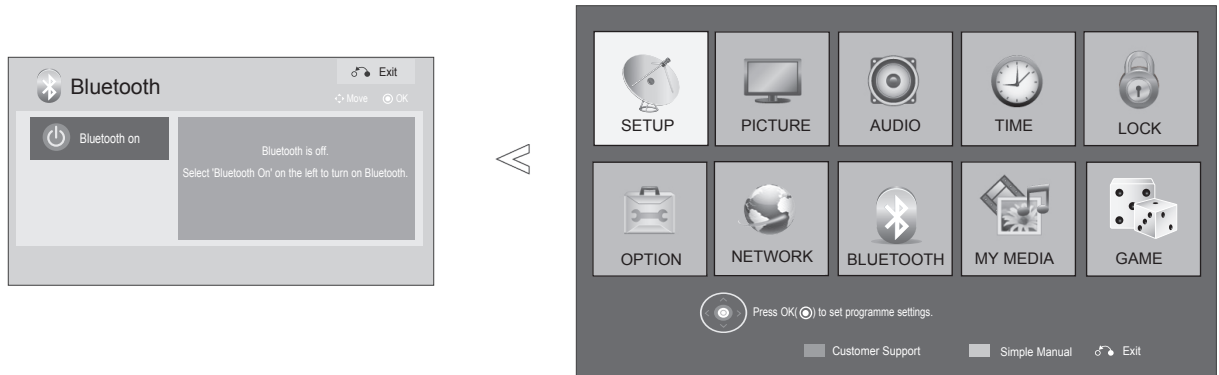 Bluetooth
Exit
Move OK
Bluetooth on
Bluetooth is off.
Select 'Bluetooth On' on the left to turn on Bluetooth.
SETUP PICTURE AUDIO TIME LOCK
OPTION NETWORK BLUETOOTH MY MEDIA GAME
Press OK( ) to set programme settings.
Customer Support Simple Manual Exit